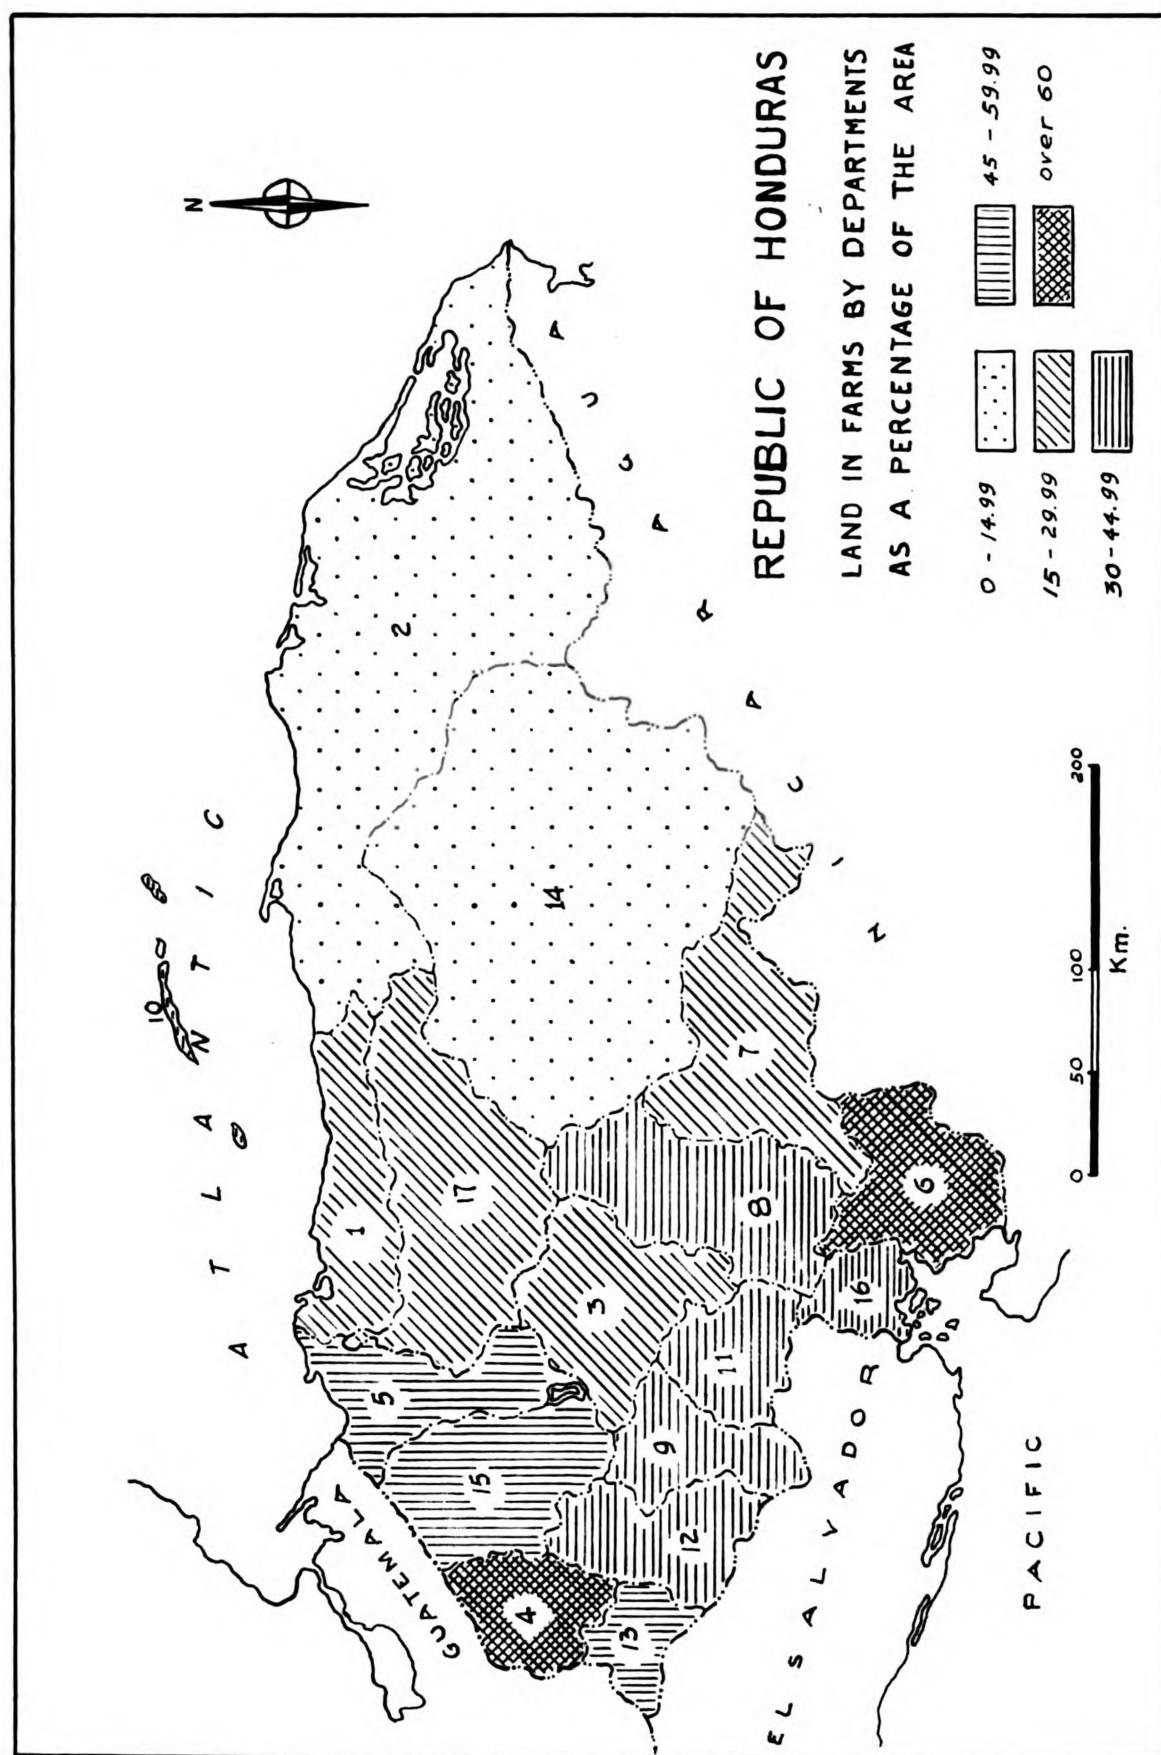 REPUBLIC OF HONDURAS
LAND IN FARMS BY DEPARTMENTS
AS A PERCENTAGE OF THE AREA
0 - 14.99
45 - 59.99
15 - 29.99
over 60
30-44.99
N
ATLANTIC
10
GUATEMALA
EL SALVADOR
PACIFIC
NICARAGUA
1
2
3
4
5
6
7
8
9
11
12
13
14
15
16
17
0 50 100 200
Km.